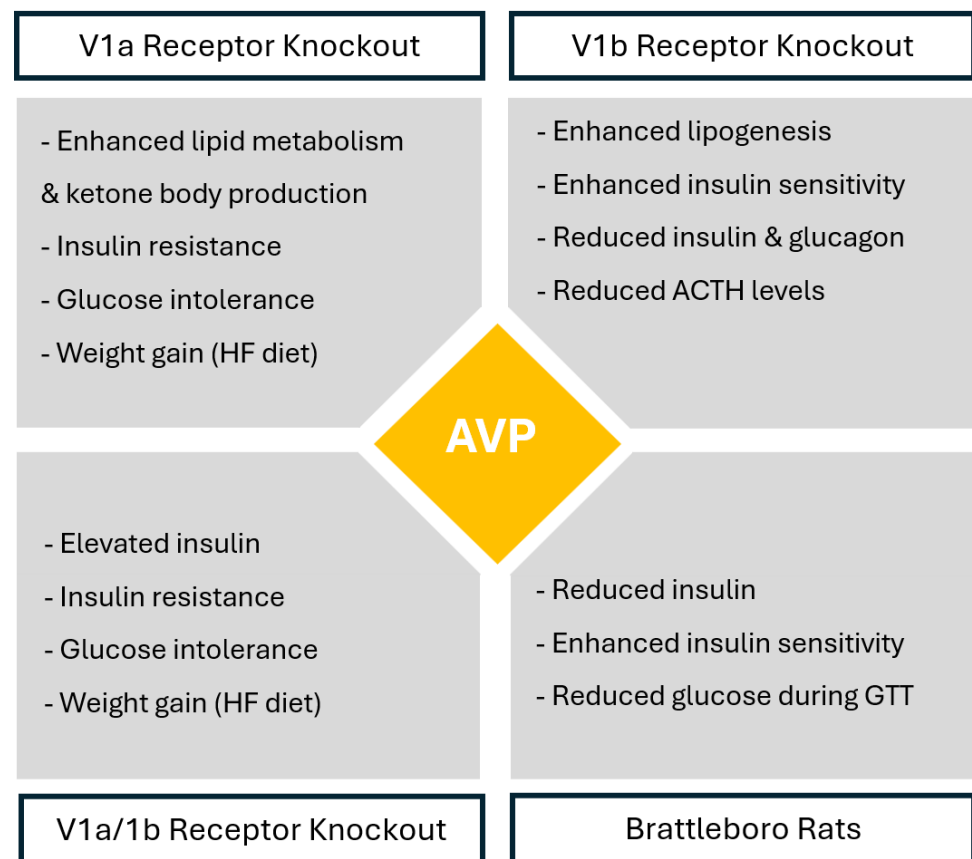 V1a Receptor Knockout
- Enhanced lipid metabolism
& ketone body production
- Insulin resistance
- Glucose intolerance
- Weight gain (HF diet)
V1b Receptor Knockout
- Enhanced lipogenesis
- Enhanced insulin sensitivity
- Reduced insulin & glucagon
- Reduced ACTH levels
AVP
- Elevated insulin
- Insulin resistance
- Glucose intolerance
- Weight gain (HF diet)
V1a/1b Receptor Knockout
- Reduced insulin
- Enhanced insulin sensitivity
- Reduced glucose during GTT
Brattleboro Rats